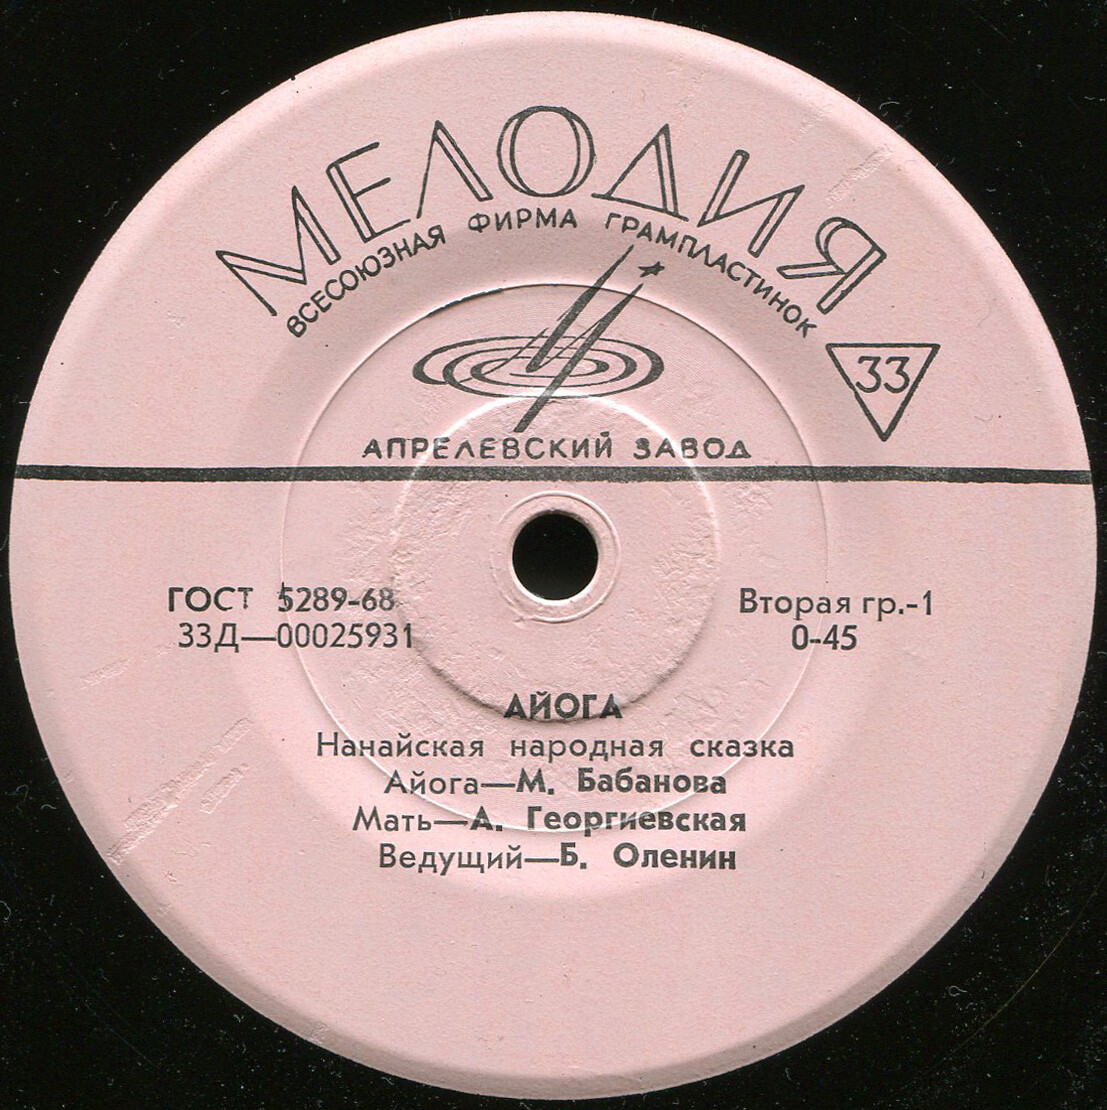 МЕЛОДИЯ
ВСЕСОЮЗНАЯ ФИРМА ГРАМПЛАСТИНОК
33
АПРЕЛЕВСКИЙ ЗАВОД
ГОСТ 5289-68
Вторая гр.-1
33Д—00025931
0-45
АЙОГА
Нанайская народная сказка
Айога—М. Бабанова
Мать—А. Георгиевская
Ведущий—Б. Оленин